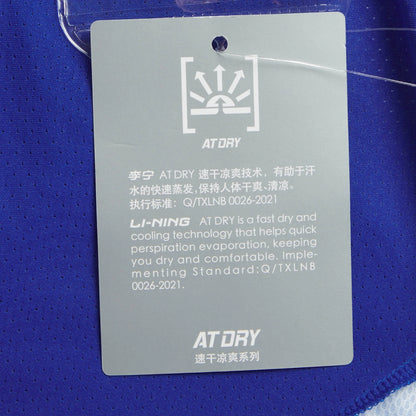 AT DRY
李宁 AT DRY 速干凉爽技术，有助于汗
水的快速蒸发,保持人体干爽、清凉。
执行标准：Q/TXLNB 0026-2021
LI-NING AT DRY is a fast dry and
cooling technology that helps quick
perspiration evaporation, keeping
you dry and comfortable. Imple-
menting Standard:Q/TXLNB
0026-2021.
AT DRY
速干凉爽系列